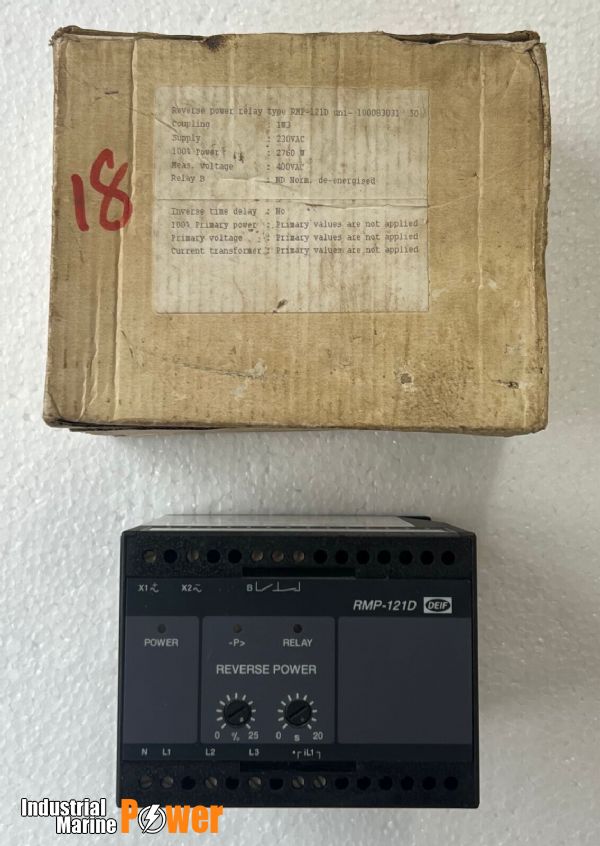 Reverse power relay type RMP-121D uni- 100083031 30
Coupling : 1W3
Supply : 230VAC
100% Power : 2760 W
Meas. voltage : 400VAC
Relay B : ND Norm. de-energised
Inverse time delay : No
100% Primary power : Primary values are not applied
Primary voltage : Primary values are not applied
Current transformer: Primary values are not applied
18
X1 X2 B
RMP-121D DEIF
POWER -P> RELAY
REVERSE POWER
0 % 25 0 s 20
N L1 L2 L3 iL1
Industrial
Marine Power